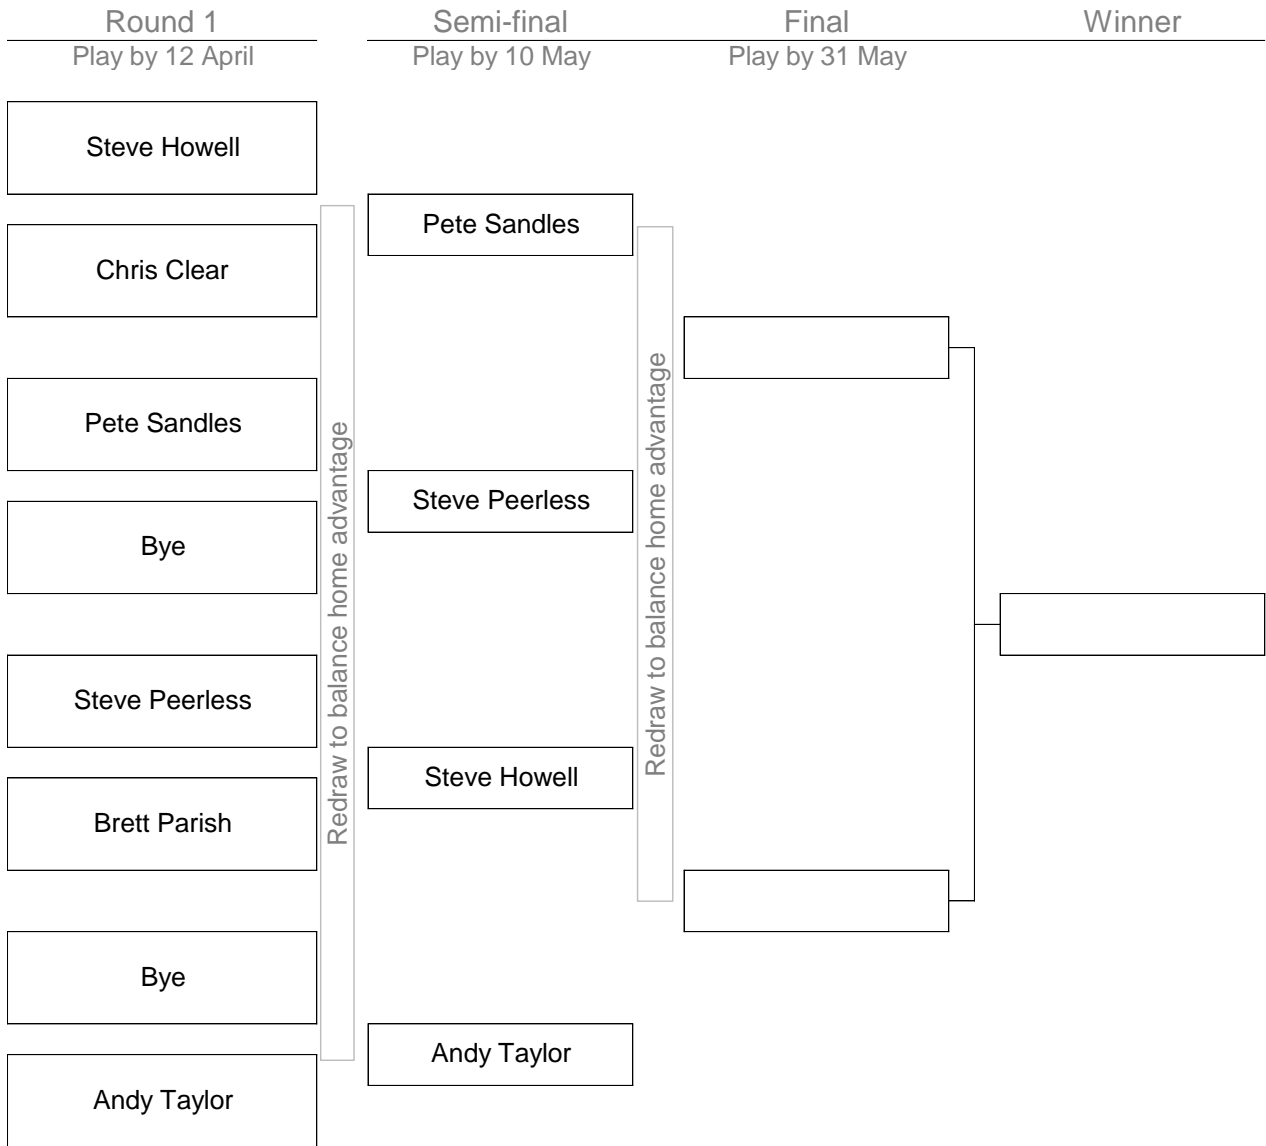 Round 1
Semi-final
Final
Winner
Play by 12 April
Play by 10 May
Play by 31 May
Steve Howell
Chris Clear
Pete Sandles
Bye
Steve Peerless
Brett Parish
Bye
Andy Taylor
Redraw to balance home advantage
Pete Sandles
Steve Peerless
Steve Howell
Andy Taylor
Redraw to balance home advantage